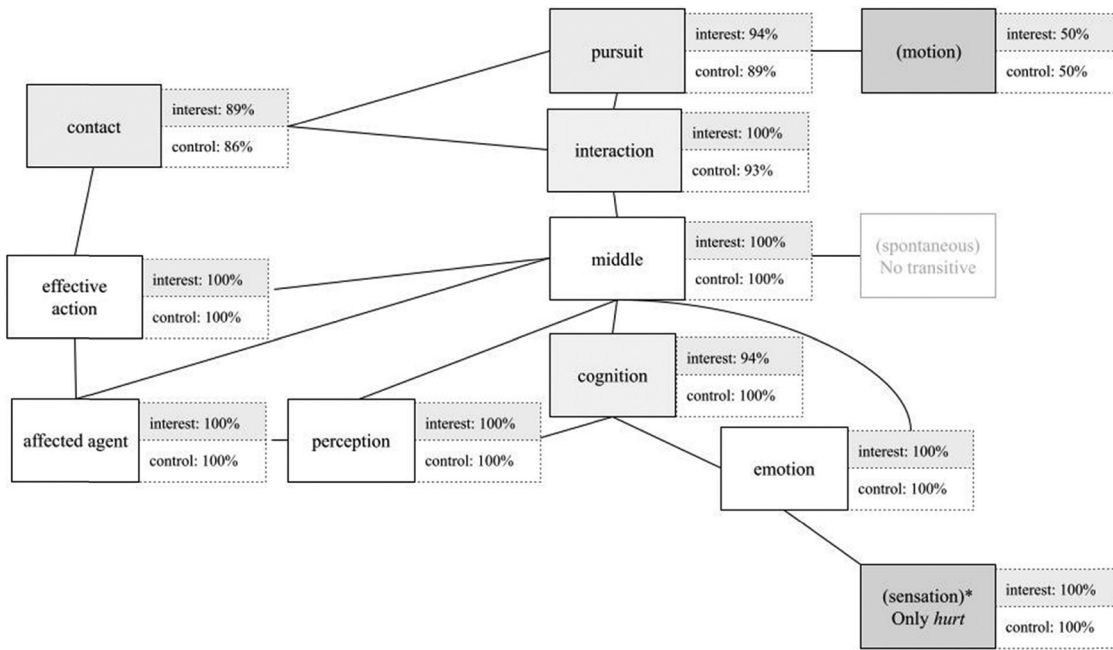 pursuit
interest: 94%
control: 89%
(motion)
interest: 50%
control: 50%
contact
interest: 89%
control: 86%
interaction
interest: 100%
control: 93%
middle
interest: 100%
control: 100%
(spontaneous)
No transitive
effective
action
interest: 100%
control: 100%
cognition
interest: 94%
control: 100%
affected agent
interest: 100%
control: 100%
perception
interest: 100%
control: 100%
emotion
interest: 100%
control: 100%
(sensation)*
Only hurt
interest: 100%
control: 100%